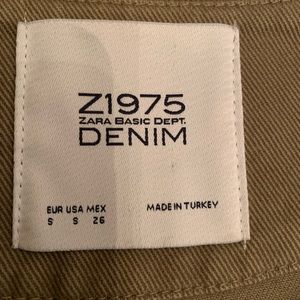 Z1975
ZARA BASIC DEPT.
DENIM
EUR USA MEX
S S 26
MADE IN TURKEY